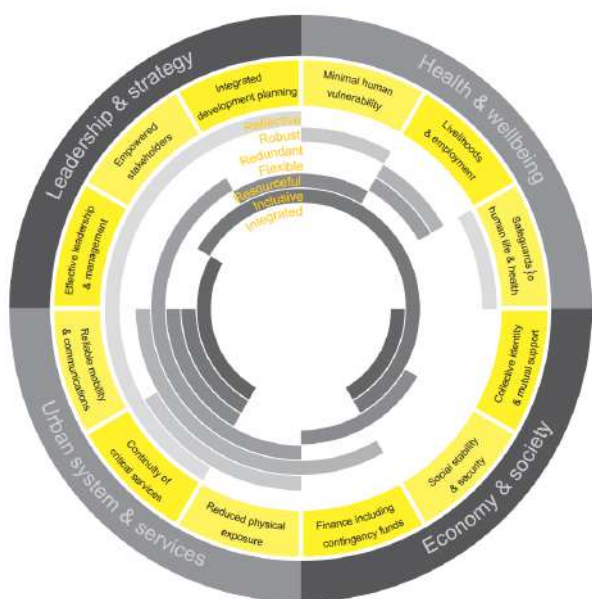 Leadership & strategy
Health & wellbeing
Economy & society
Urban system & services
Minimal human
vulnerability
Livelihoods
& employment
Safeguards to
human life & health
Collective identity
& mutual support
Social stability
& security
Finance including
contingency funds
Reduced physical
exposure
Continuity of
critical services
Reliable mobility
& communications
Effective leadership
& management
Empowered
stakeholders
Integrated
development planning
Reflective
Robust
Redundant
Flexible
Resourceful
Inclusive
Integrated